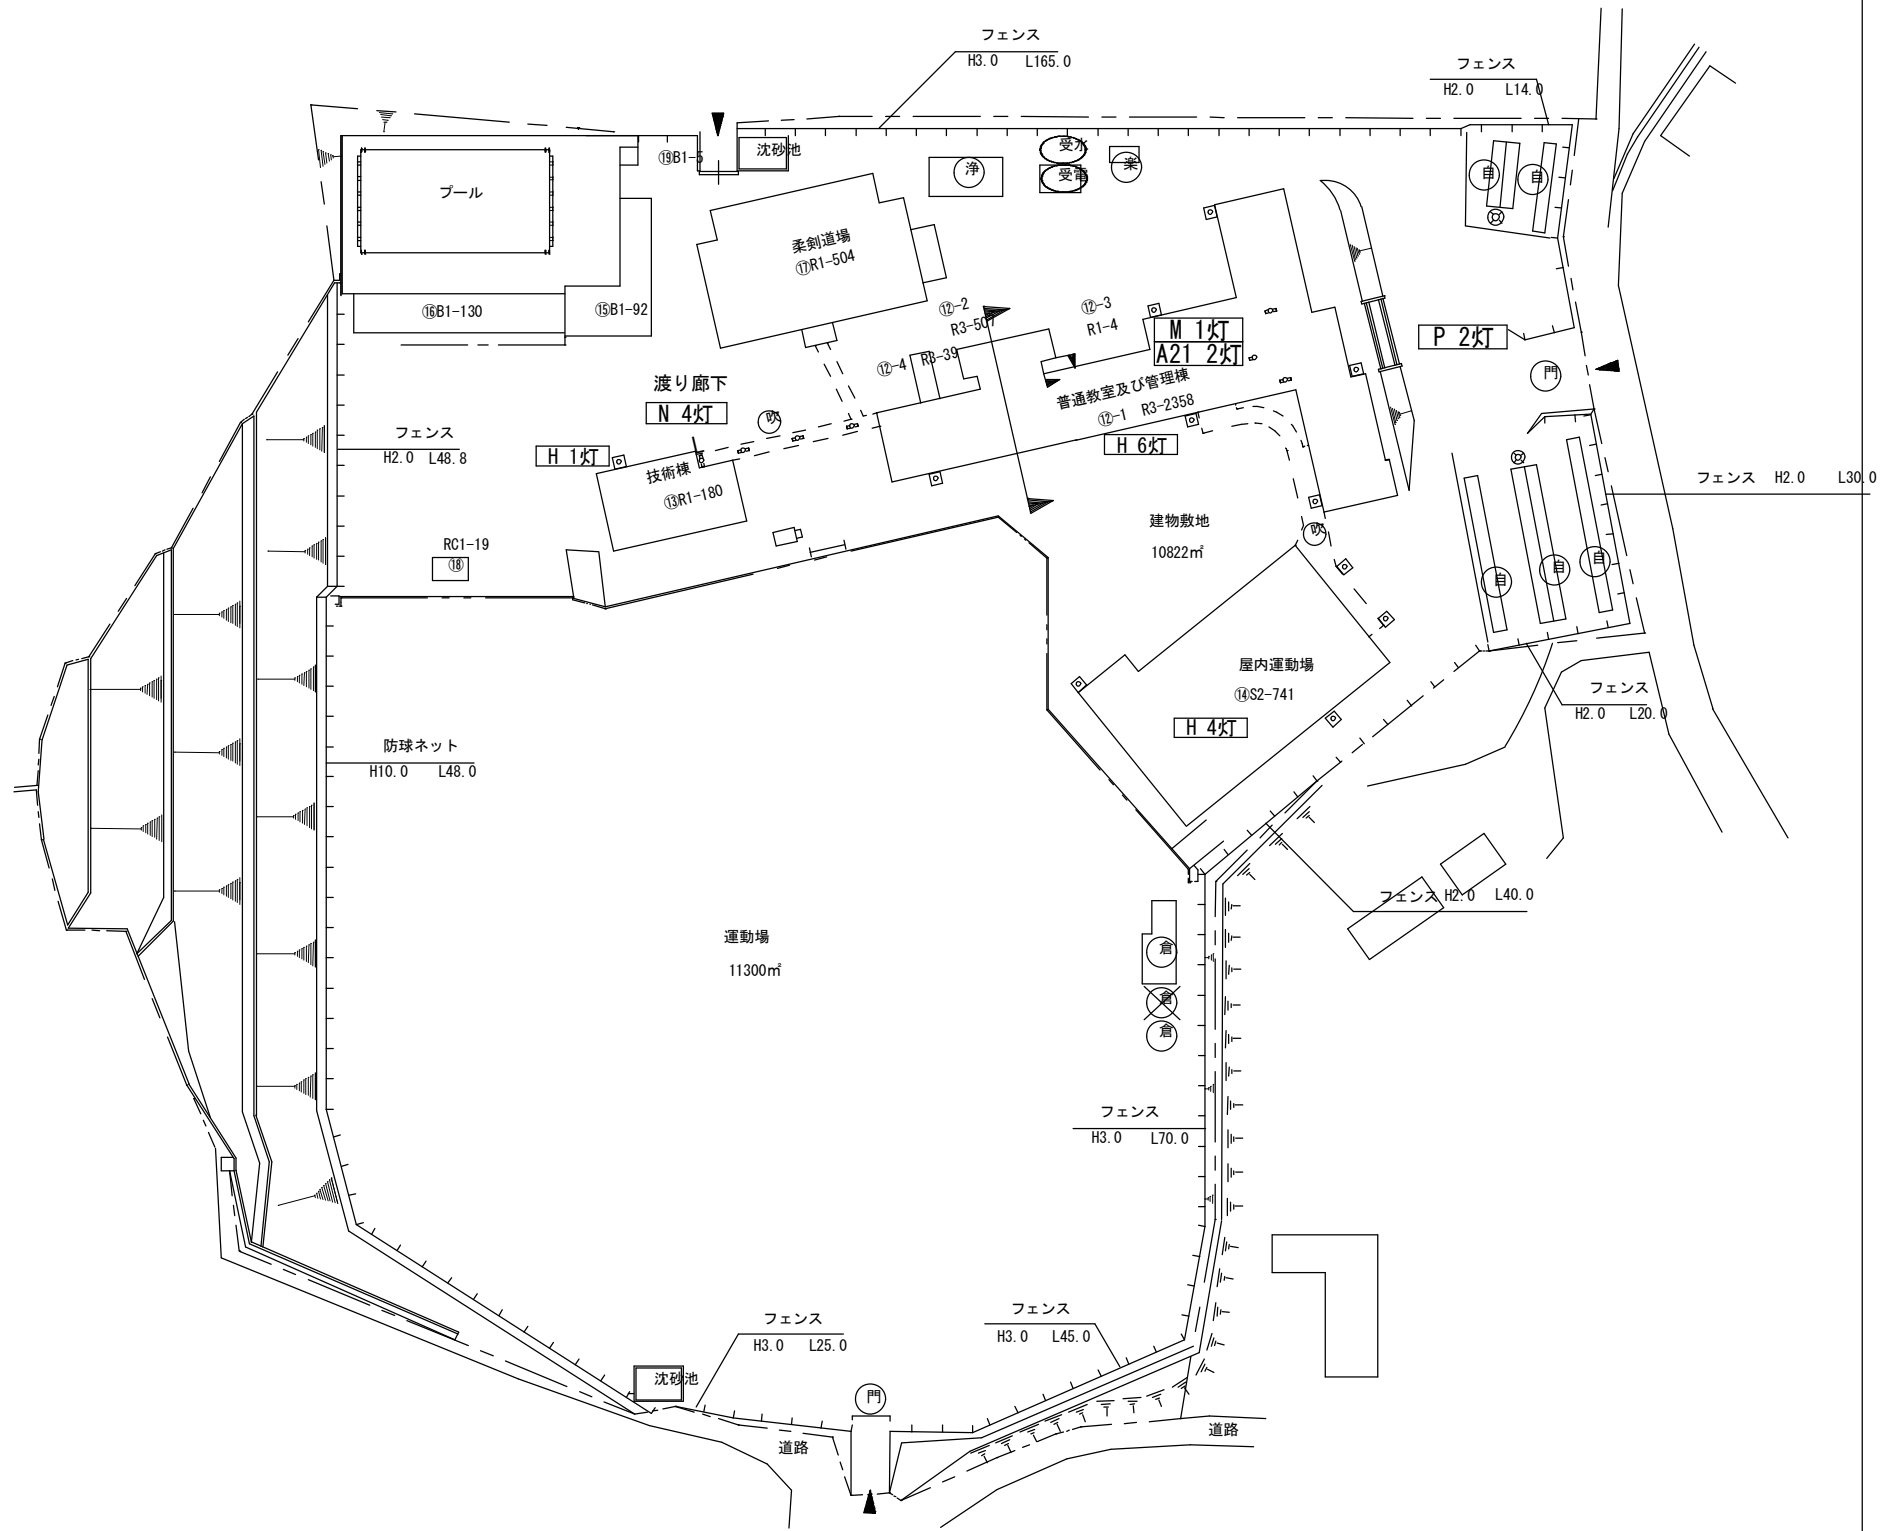 フェンス
H3.0 L165.0
フェンス
H2.0 L14.0
⑲B1-5
沈砂池
受水
受電
浄
楽
自
自
プール
柔剣道場
⑰R1-504
⑯B1-130
⑮B1-92
⑫-2
R3-507
⑫-3
R1-4
M 1灯
A21 2灯
P 2灯
門
⑫-4 R3-39
渡り廊下
N 4灯
吹
普通教室及び管理棟
⑫-1 R3-2358
H 6灯
フェンス
H2.0 L48.8
H 1灯
技術棟
⑬R1-180
フェンス H2.0 L30.0
建物敷地
10822㎡
吹
RC1-19
⑱
自
自
自
屋内運動場
⑭S2-741
H 4灯
フェンス
H2.0 L20.0
防球ネット
H10.0 L48.0
フェンス H2.0 L40.0
運動場
11300㎡
倉
倉
倉
フェンス
H3.0 L70.0
フェンス
H3.0 L25.0
フェンス
H3.0 L45.0
沈砂池
門
道路
道路